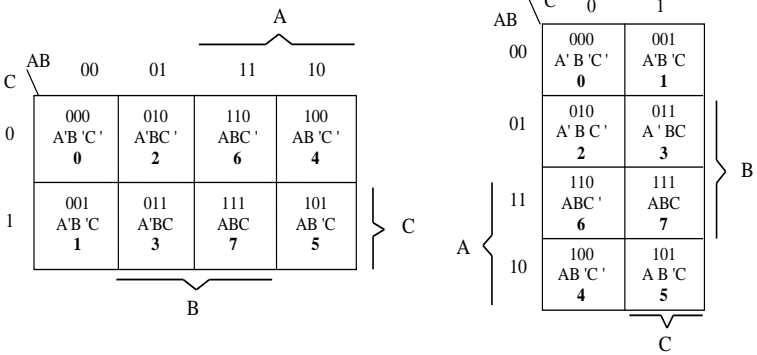 A
AB
C
00 01 11 10
0
000 010 110 100
A'B 'C ' A'BC ' ABC ' AB 'C '
0 2 6 4
1
001 011 111 101
A'B 'C A'BC ABC AB 'C
1 3 7 5
C
B
C
AB
0 1
00
000 001
A' B 'C ' A'B 'C
0 1
01
010 011
A' B C ' A ' BC
2 3
B
11
110 111
ABC ' ABC
6 7
A
10
100 101
AB 'C ' A B 'C
4 5
C